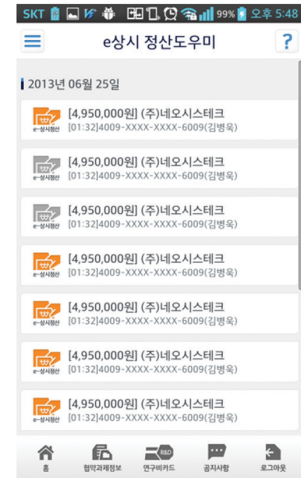 SKT 99% 오후 5:48
e상시 정산도우미 ?
2013년 06월 25일
[4,950,000원] (주)네오시스테크
e-상시정산 [01:32]4009-XXXX-XXXX-6009(김병욱)
[4,950,000원] (주)네오시스테크
e-상시정산 [01:32]4009-XXXX-XXXX-6009(김병욱)
[4,950,000원] (주)네오시스테크
e-상시정산 [01:32]4009-XXXX-XXXX-6009(김병욱)
[4,950,000원] (주)네오시스테크
e-상시정산 [01:32]4009-XXXX-XXXX-6009(김병욱)
[4,950,000원] (주)네오시스테크
e-상시정산 [01:32]4009-XXXX-XXXX-6009(김병욱)
[4,950,000원] (주)네오시스테크
e-상시정산 [01:32]4009-XXXX-XXXX-6009(김병욱)
[4,950,000원] (주)네오시스테크
e-상시정산 [01:32]4009-XXXX-XXXX-6009(김병욱)
R&D
홈 협약과제정보 연구비카드 공지사항 로그아웃